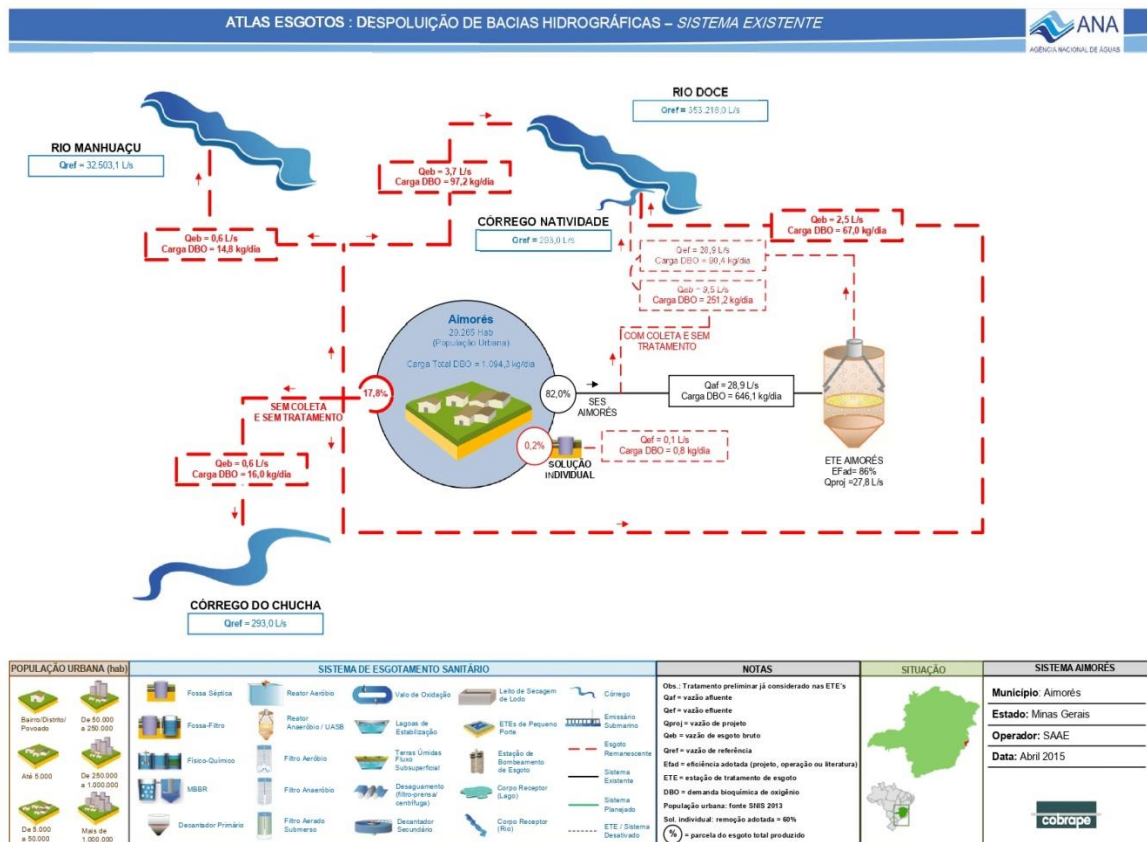 ATLAS ESGOTOS : DESPOLUIÇÃO DE BACIAS HIDROGRÁFICAS – SISTEMA EXISTENTE
ANA
AGÊNCIA NACIONAL DE ÁGUAS
RIO DOCE
Qref = 353.218,0 L/s
RIO MANHUAÇU
Qref = 32.503,1 L/s
Qeb = 3,7 L/s
Carga DBO = 97,2 kg/dia
CÓRREGO NATIVIDADE
Qref = 293,0 L/s
Qeb = 2,5 L/s
Carga DBO = 67,0 kg/dia
Qeb = 0,6 L/s
Carga DBO = 14,8 kg/dia
Qef = 28,9 L/s
Carga DBO = 90,4 kg/dia
Qeb = 9,5 L/s
Carga DBO = 251,2 kg/dia
Aimorés
20.265 Hab
(População Urbana)
Carga Total DBO = 1.094,3 kg/dia
COM COLETA E SEM
TRATAMENTO
17,8%
82,0%
SES
AIMORÉS
Qaf = 28,9 L/s
Carga DBO = 646,1 kg/dia
SEM COLETA
E SEM TRATAMENTO
0,2%
SOLUÇÃO
INDIVIDUAL
Qef = 0,1 L/s
Carga DBO = 0,8 kg/dia
ETE AIMORÉS
EFad= 86%
Qproj =27,8 L/s
Qeb = 0,6 L/s
Carga DBO = 16,0 kg/dia
CÓRREGO DO CHUCHA
Qref = 293,0 L/s
POPULAÇÃO URBANA (hab)
Bairro/Distrito/
Povoado
De 50.000
a 250.000
Até 5.000
De 250.000
a 1.000.000
De 5.000
a 50.000
Mais de
1.000.000
SISTEMA DE ESGOTAMENTO SANITÁRIO
Fossa Séptica
Reator Aeróbio
Valo de Oxidação
Leito de Secagem
de Lodo
Córrego
Fossa-Filtro
Reator
Anaeróbio / UASB
Lagoas de
Estabilização
ETEs de Pequeno
Porte
Emissário
Submarino
Físico-Químico
Filtro Aeróbio
Terras Úmidas
Fluxo
Subsuperficial
Estação de
Bombeamento
de Esgoto
Esgoto
Remanescente
Sistema
Existente
MBBR
Filtro Anaeróbio
Desaguamento
(filtro-prensa/
centrífuga)
Corpo Receptor
(Lago)
Sistema
Planejado
Decantador Primário
Filtro Aerado
Submerso
Decantador
Secundário
Corpo Receptor
(Rio)
ETE / Sistema
Desativado
NOTAS
Obs.: Tratamento preliminar já considerado nas ETE's
Qaf = vazão afluente
Qef = vazão efluente
Qproj = vazão de projeto
Qeb = vazão de esgoto bruto
Qref = vazão de referência
Efad = eficiência adotada (projeto, operação ou literatura)
ETE = estação de tratamento de esgoto
DBO = demanda bioquímica de oxigênio
População urbana: fonte SNIS 2013
Sol. individual: remoção adotada = 60%
% = parcela do esgoto total produzido
SITUAÇÃO
SISTEMA AIMORÉS
Município: Aimorés
Estado: Minas Gerais
Operador: SAAE
Data: Abril 2015
cobrape